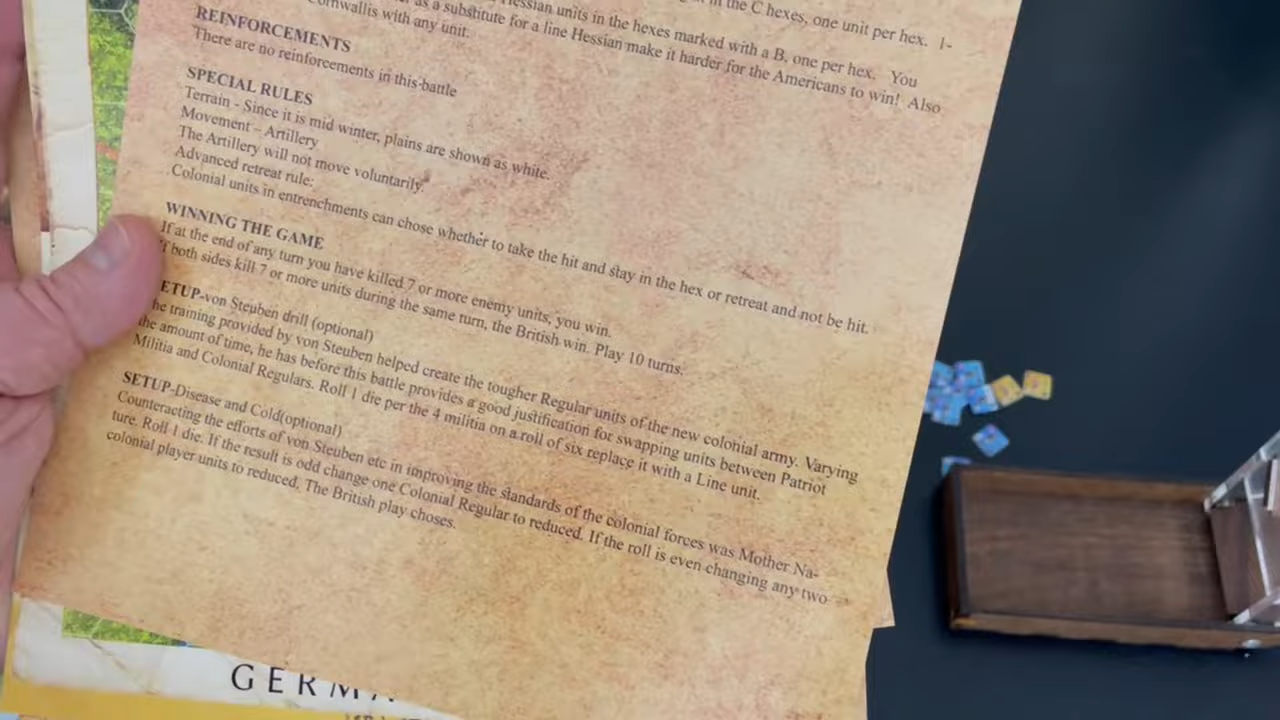 in the C hexes, one unit per hex. 1-
Hessian units in the hexes marked with a B, one per hex. You
as a substitute for a line Hessian make it harder for the Americans to win! Also
Cornwallis with any unit.
REINFORCEMENTS
There are no reinforcements in this battle
SPECIAL RULES
Terrain - Since it is mid winter, plains are shown as white.
Movement – Artillery
The Artillery will not move voluntarily.
Advanced retreat rule:
Colonial units in entrenchments can chose whether to take the hit and stay in the hex or retreat and not be hit.
WINNING THE GAME
If at the end of any turn you have killed 7 or more enemy units, you win.
If both sides kill 7 or more units during the same turn, the British win. Play 10 turns.
ETUP-von Steuben drill (optional)
he training provided by von Steuben helped create the tougher Regular units of the new colonial army. Varying
the amount of time, he has before this battle provides a good justification for swapping units between Patriot
Militia and Colonial Regulars. Roll 1 die per the 4 militia on a roll of six replace it with a Line unit.
SETUP-Disease and Cold(optional)
Counteracting the efforts of von Steuben etc in improving the standards of the colonial forces was Mother Na-
ture. Roll 1 die. If the result is odd change one Colonial Regular to reduced. If the roll is even changing any two
colonial player units to reduced, The British play choses.
GERMA